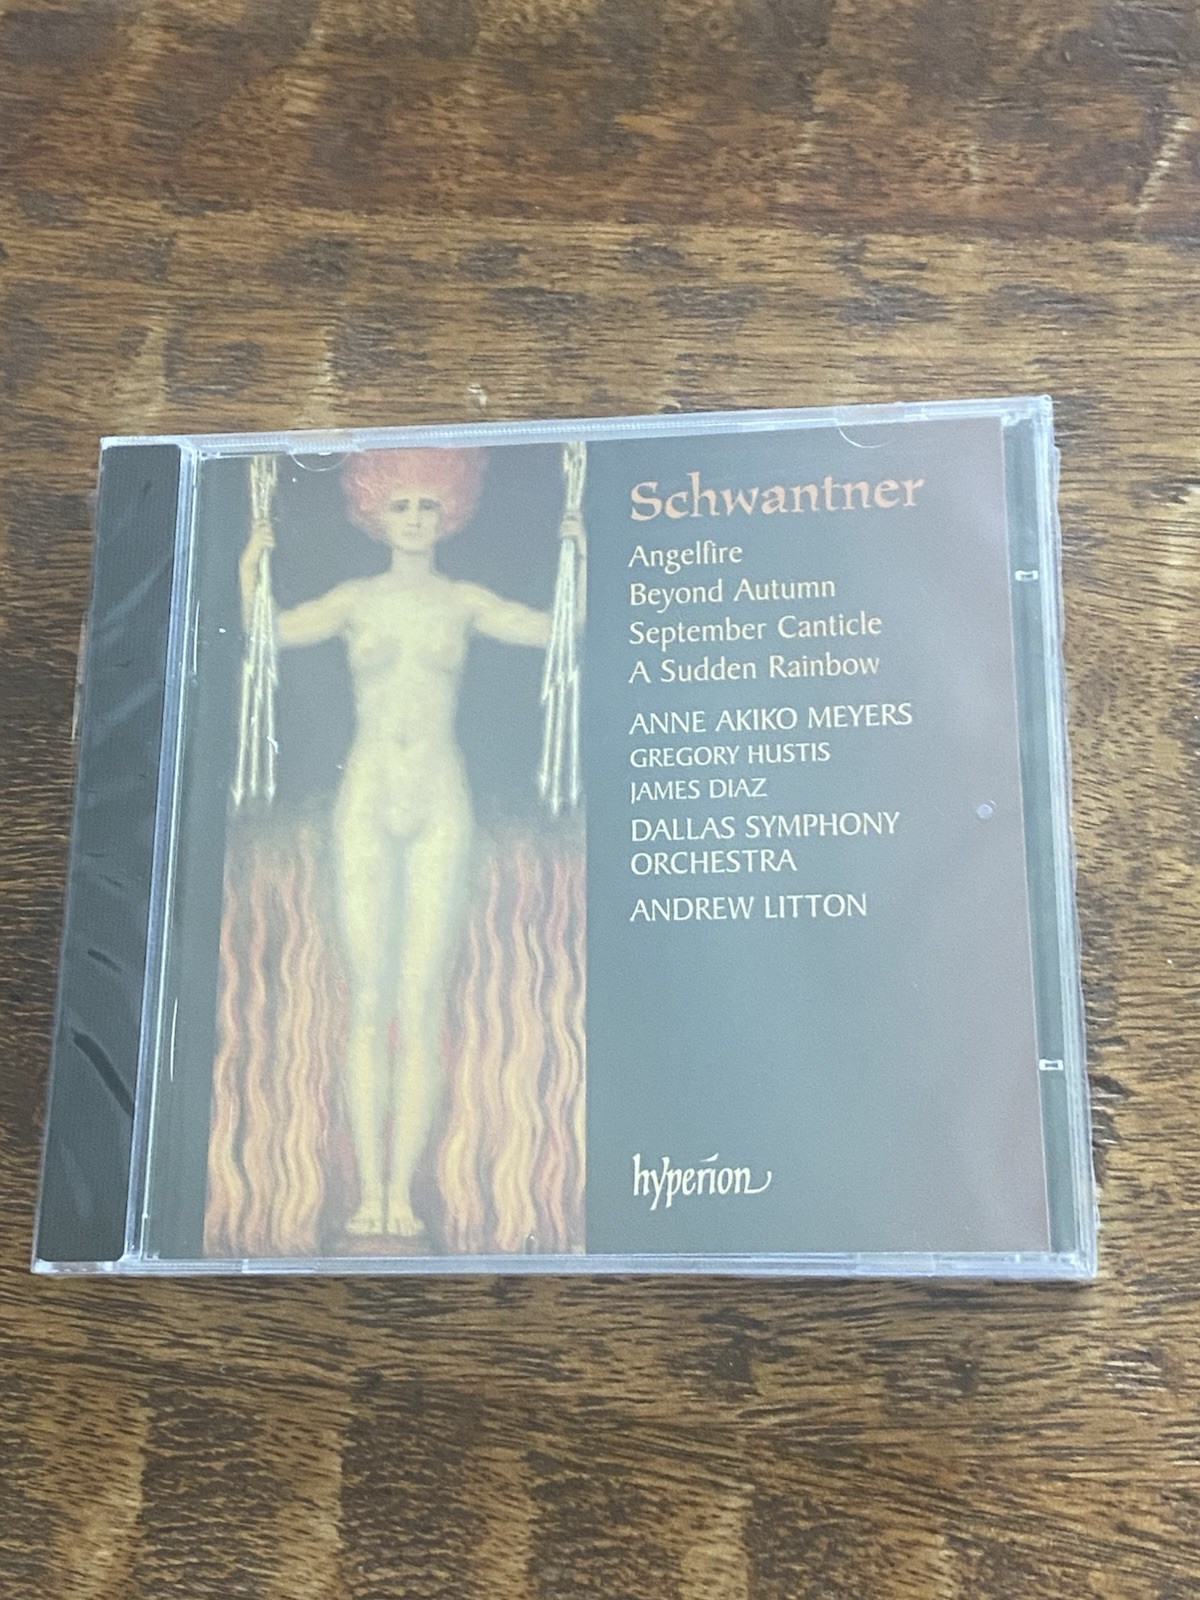 Schwantner
Angelfire
Beyond Autumn
September Canticle
A Sudden Rainbow
ANNE AKIKO MEYERS
GREGORY HUSTIS
JAMES DIAZ
DALLAS SYMPHONY
ORCHESTRA
ANDREW LITTON
hyperion